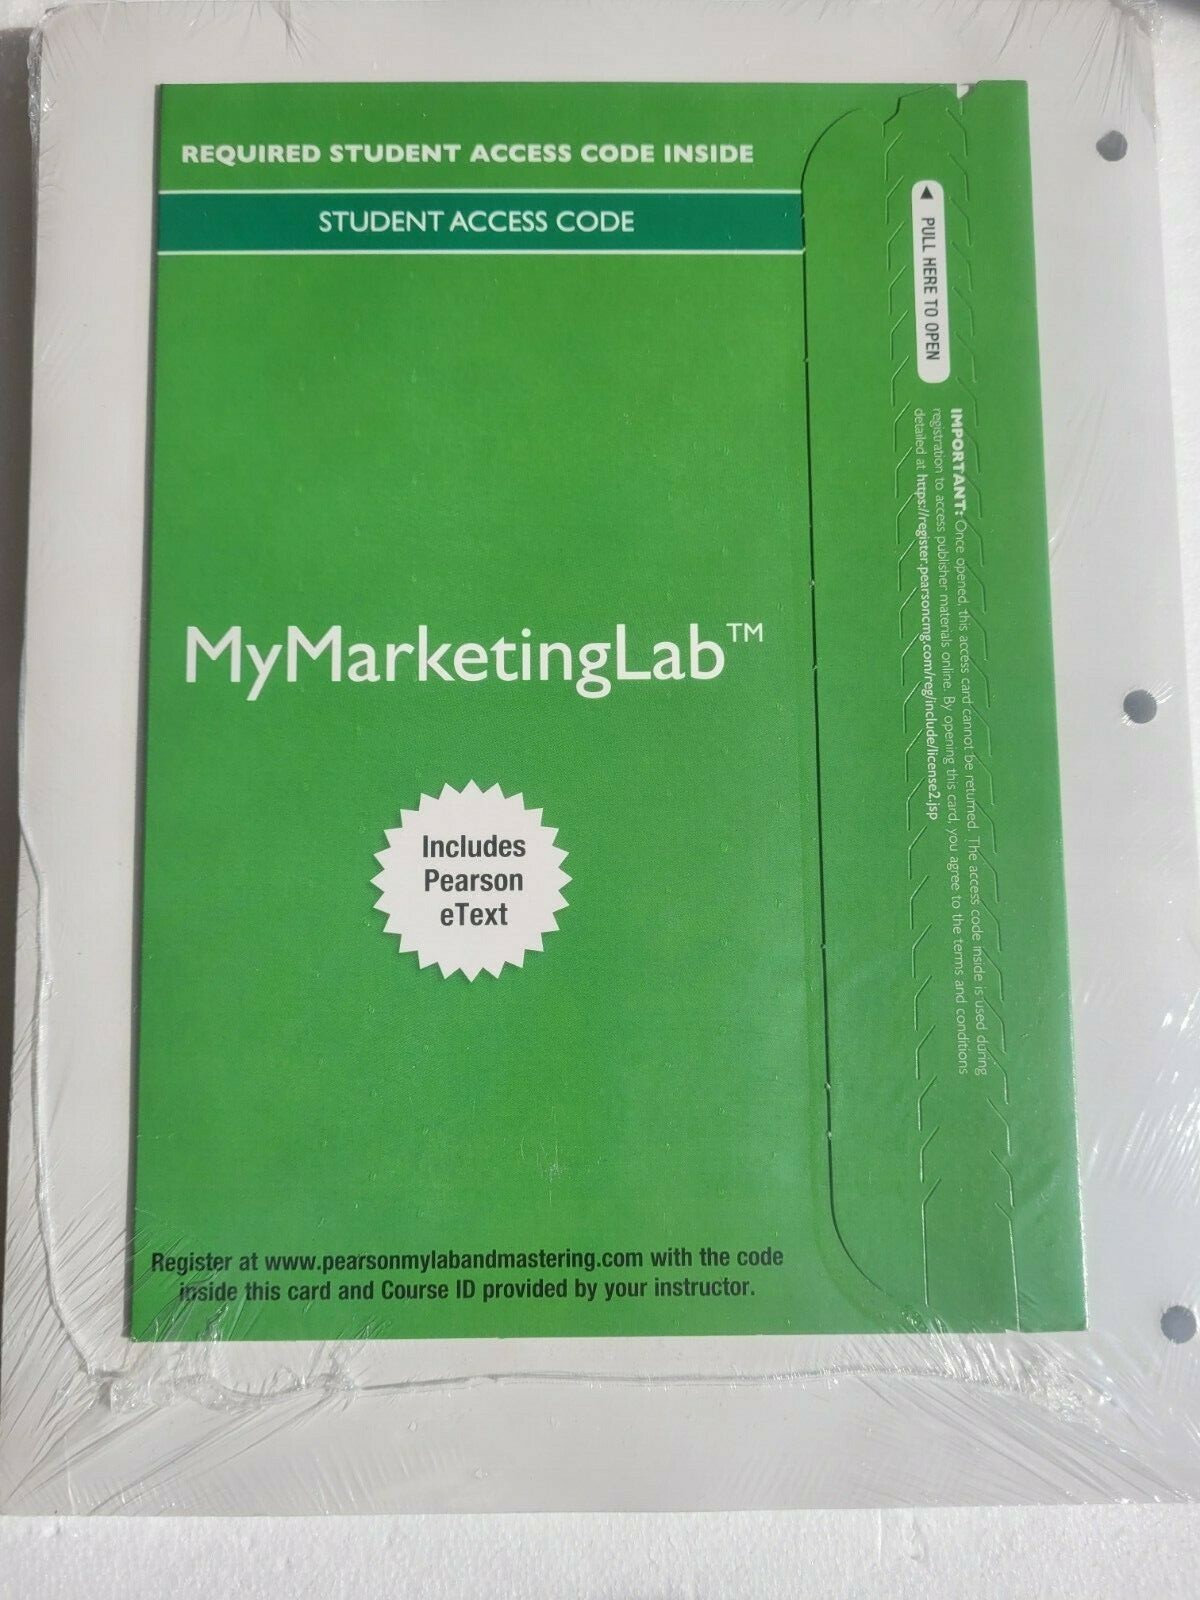 REQUIRED STUDENT ACCESS CODE INSIDE
STUDENT ACCESS CODE
MyMarketingLab™
Includes
Pearson
eText
Register at www.pearsonmylabandmastering.com with the code
inside this card and Course ID provided by your instructor.
◀ PULL HERE TO OPEN
IMPORTANT: Once opened, this access card cannot be returned. The access code inside is used during
registration to access publisher materials online. By opening this card, you agree to the terms and conditions
detailed at https://register.pearsoncmg.com/reg/include/license2.jsp